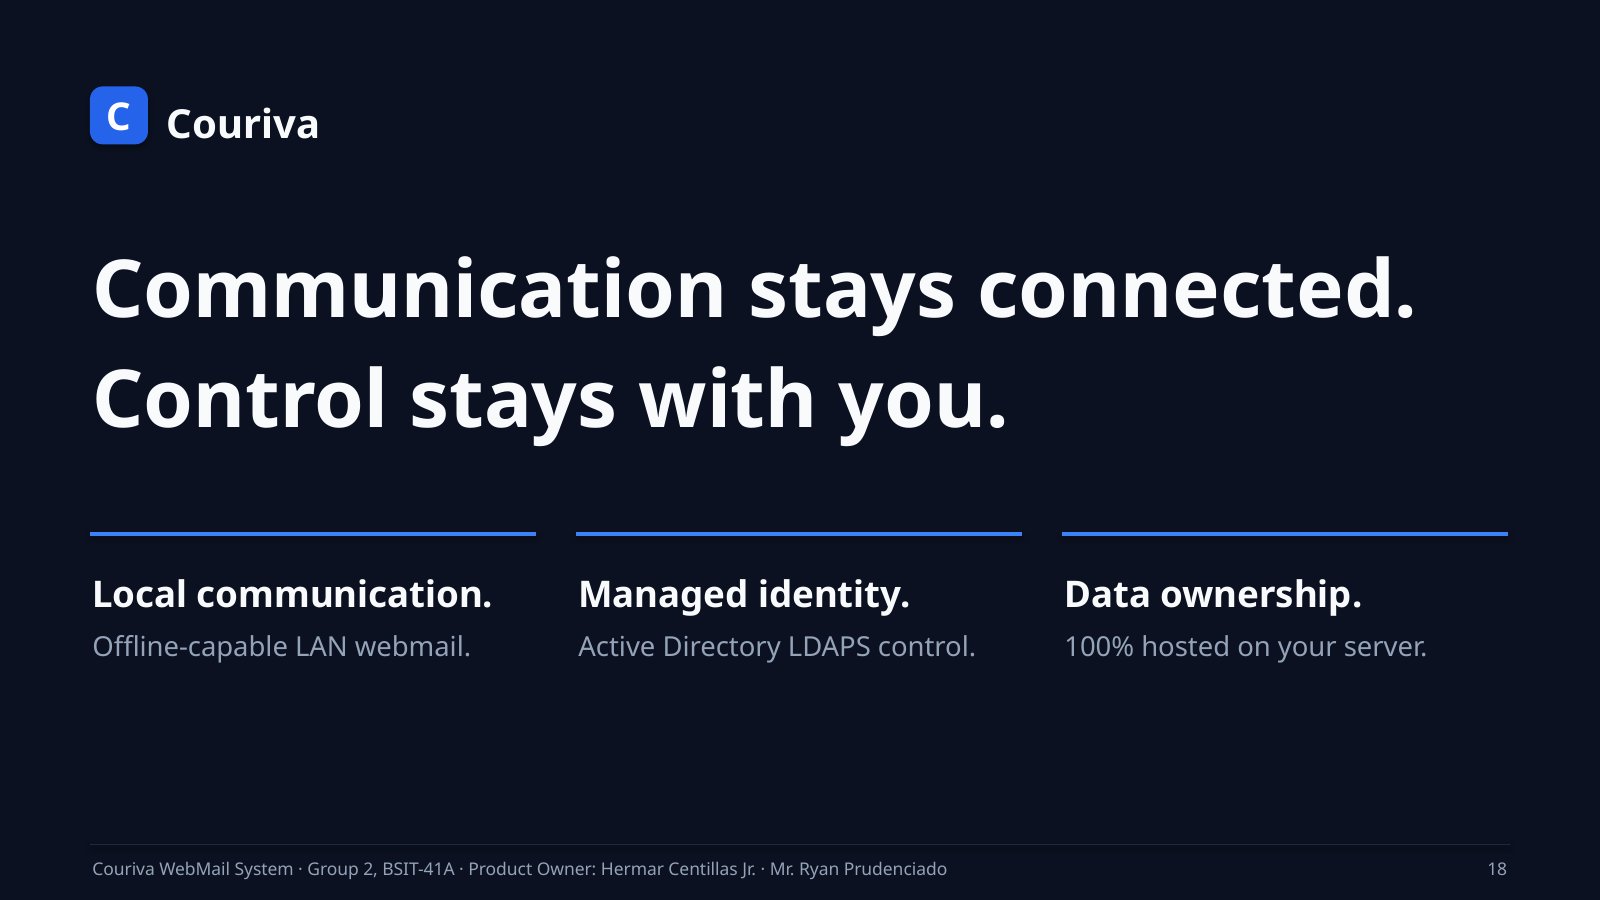 C Couriva
Communication stays connected.
Control stays with you.
Local communication.
Offline-capable LAN webmail.
Managed identity.
Active Directory LDAPS control.
Data ownership.
100% hosted on your server.
Couriva WebMail System · Group 2, BSIT-41A · Product Owner: Hermar Centillas Jr. · Mr. Ryan Prudenciado
18